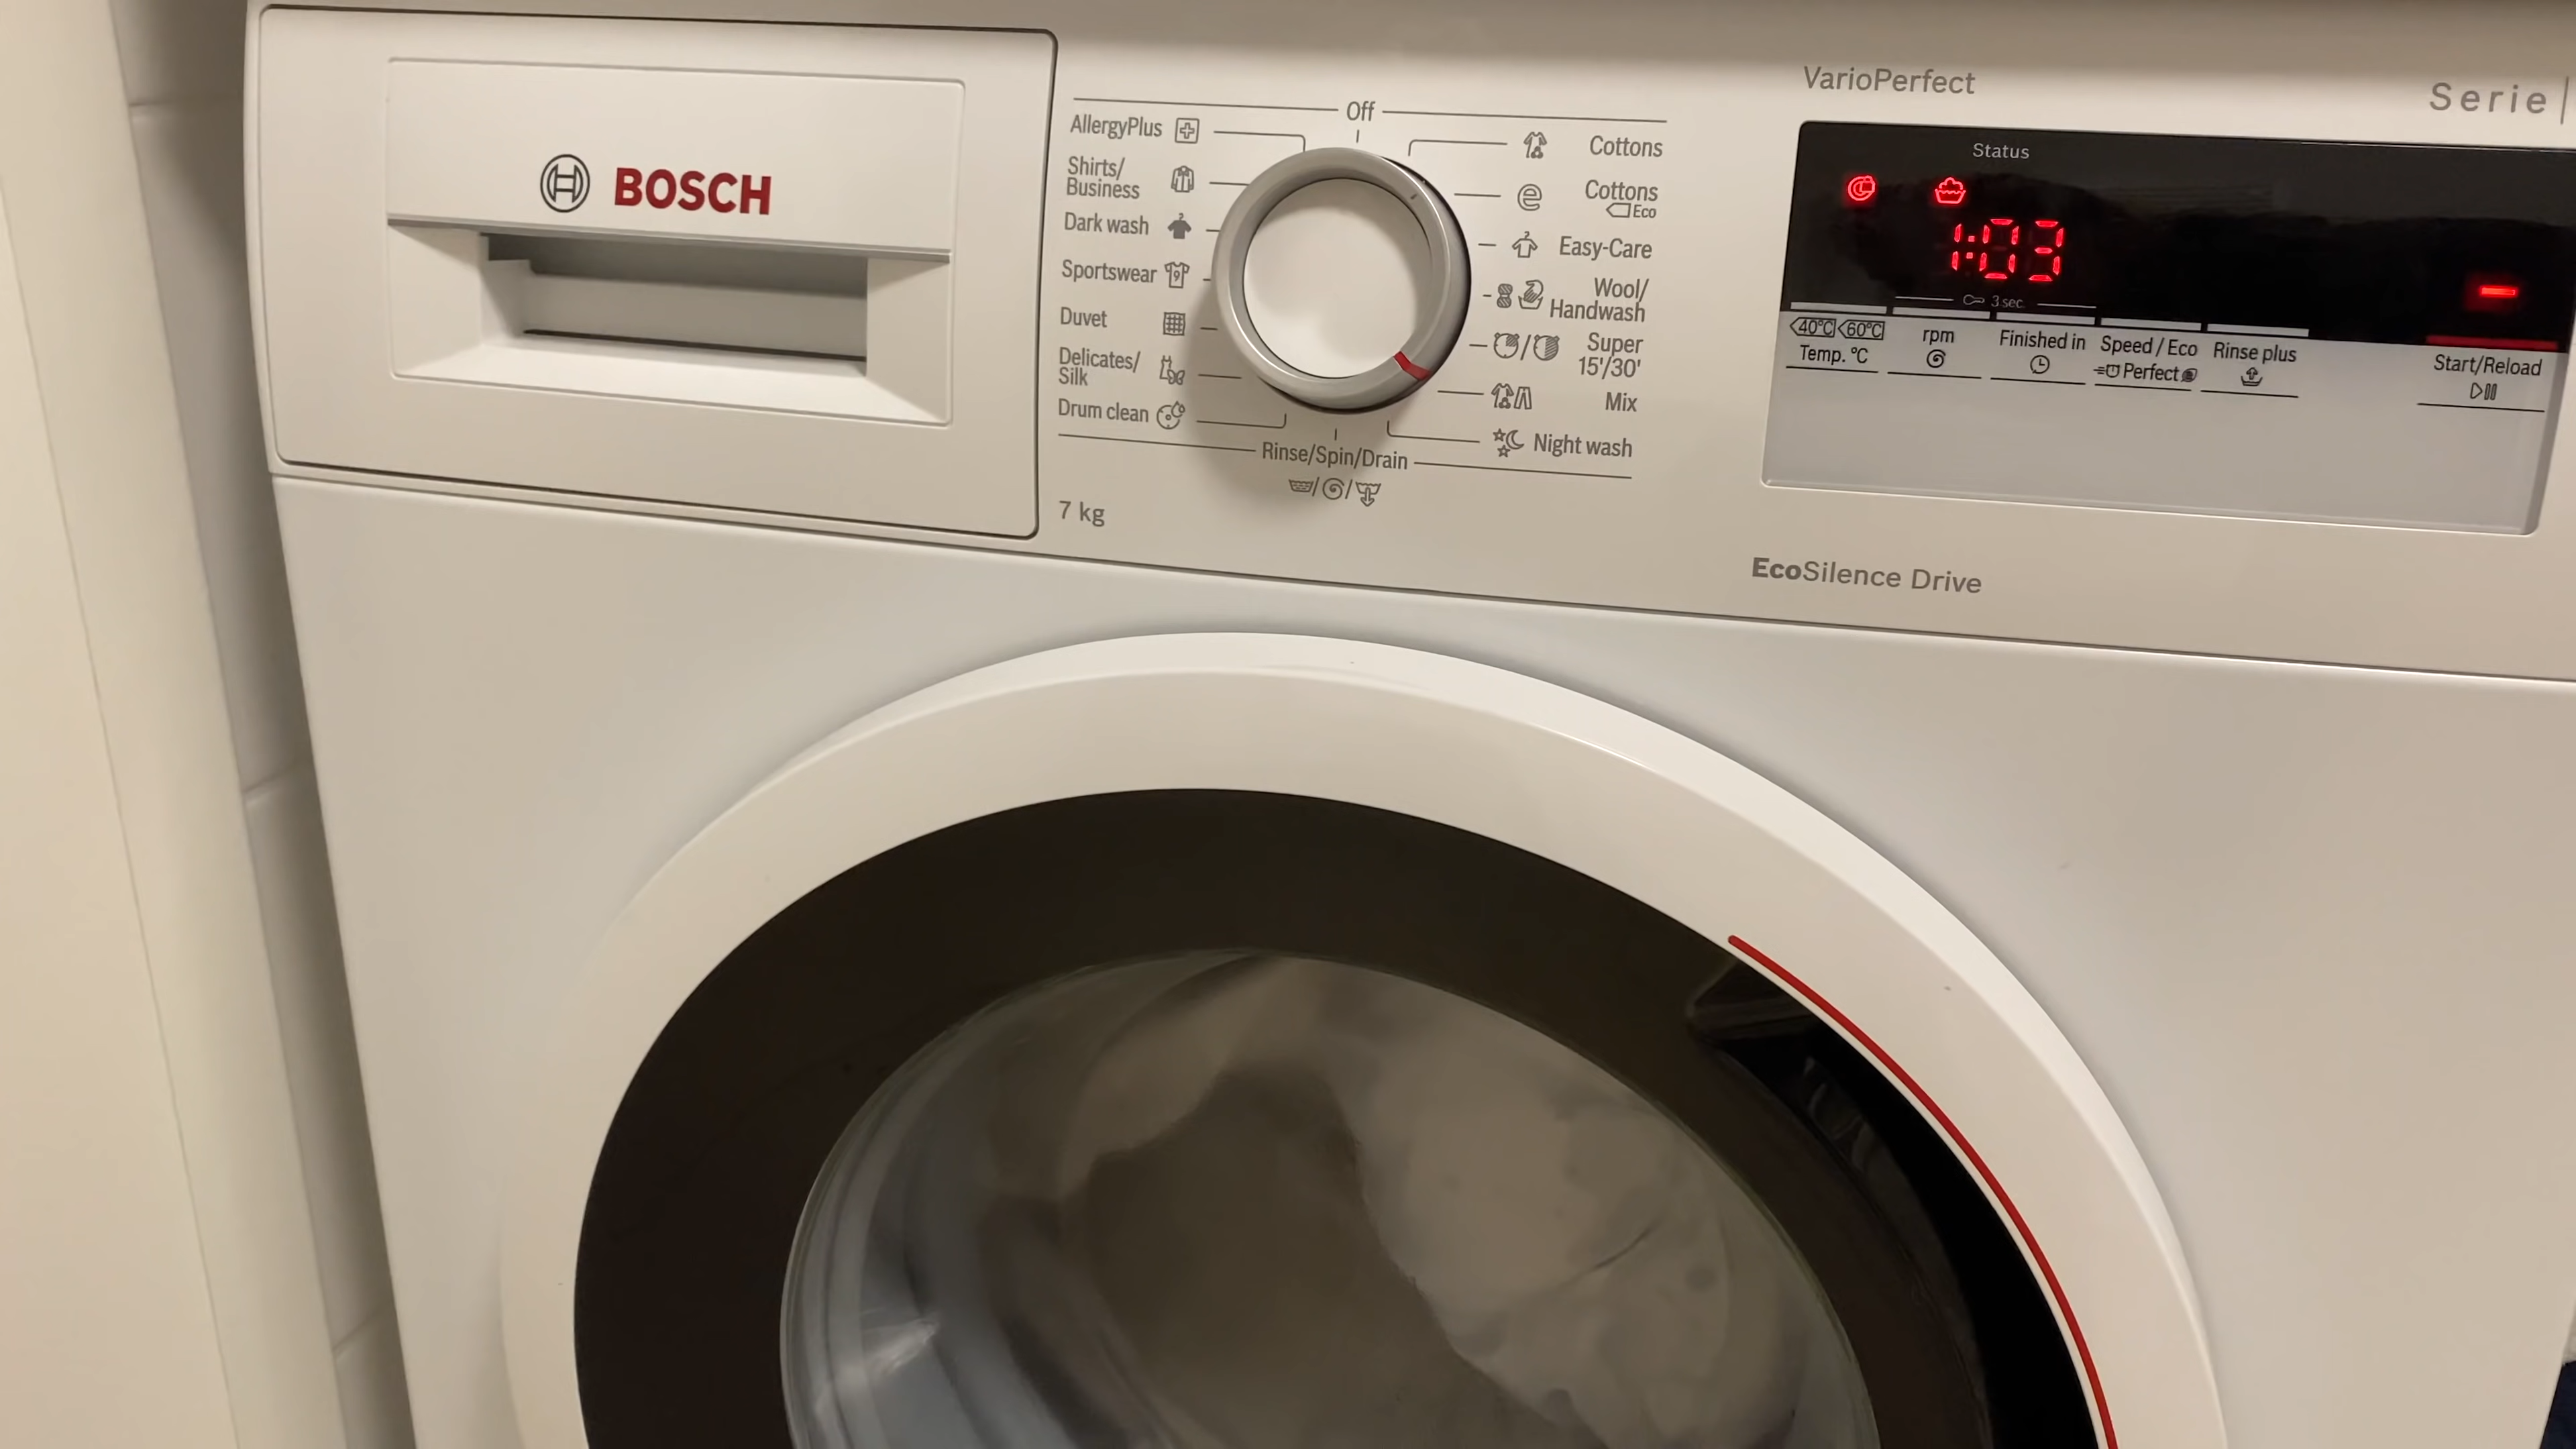 BOSCH
Off
AllergyPlus
Shirts/
Business
Dark wash
Sportswear
Duvet
Delicates/
Silk
Drum clean
Cottons
Cottons
Eco
Easy-Care
Wool/
Handwash
Super
15'/30'
Mix
Night wash
Rinse/Spin/Drain
7 kg
VarioPerfect
Serie
Status
1:03
3 sec.
40°C 60°C
Temp. °C
rpm
Finished in
Speed / Eco
Perfect
Rinse plus
Start/Reload
EcoSilence Drive